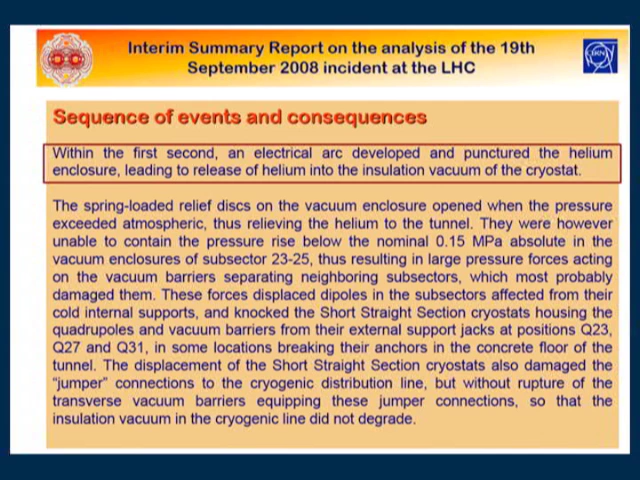 Interim Summary Report on the analysis of the 19th
September 2008 incident at the LHC
CERN
Sequence of events and consequences
Within the first second, an electrical arc developed and punctured the helium
enclosure, leading to release of helium into the insulation vacuum of the cryostat.
The spring-loaded relief discs on the vacuum enclosure opened when the pressure
exceeded atmospheric, thus relieving the helium to the tunnel. They were however
unable to contain the pressure rise below the nominal 0.15 MPa absolute in the
vacuum enclosures of subsector 23-25, thus resulting in large pressure forces acting
on the vacuum barriers separating neighboring subsectors, which most probably
damaged them. These forces displaced dipoles in the subsectors affected from their
cold internal supports, and knocked the Short Straight Section cryostats housing the
quadrupoles and vacuum barriers from their external support jacks at positions Q23,
Q27 and Q31, in some locations breaking their anchors in the concrete floor of the
tunnel. The displacement of the Short Straight Section cryostats also damaged the
"jumper" connections to the cryogenic distribution line, but without rupture of the
transverse vacuum barriers equipping these jumper connections, so that the
insulation vacuum in the cryogenic line did not degrade.